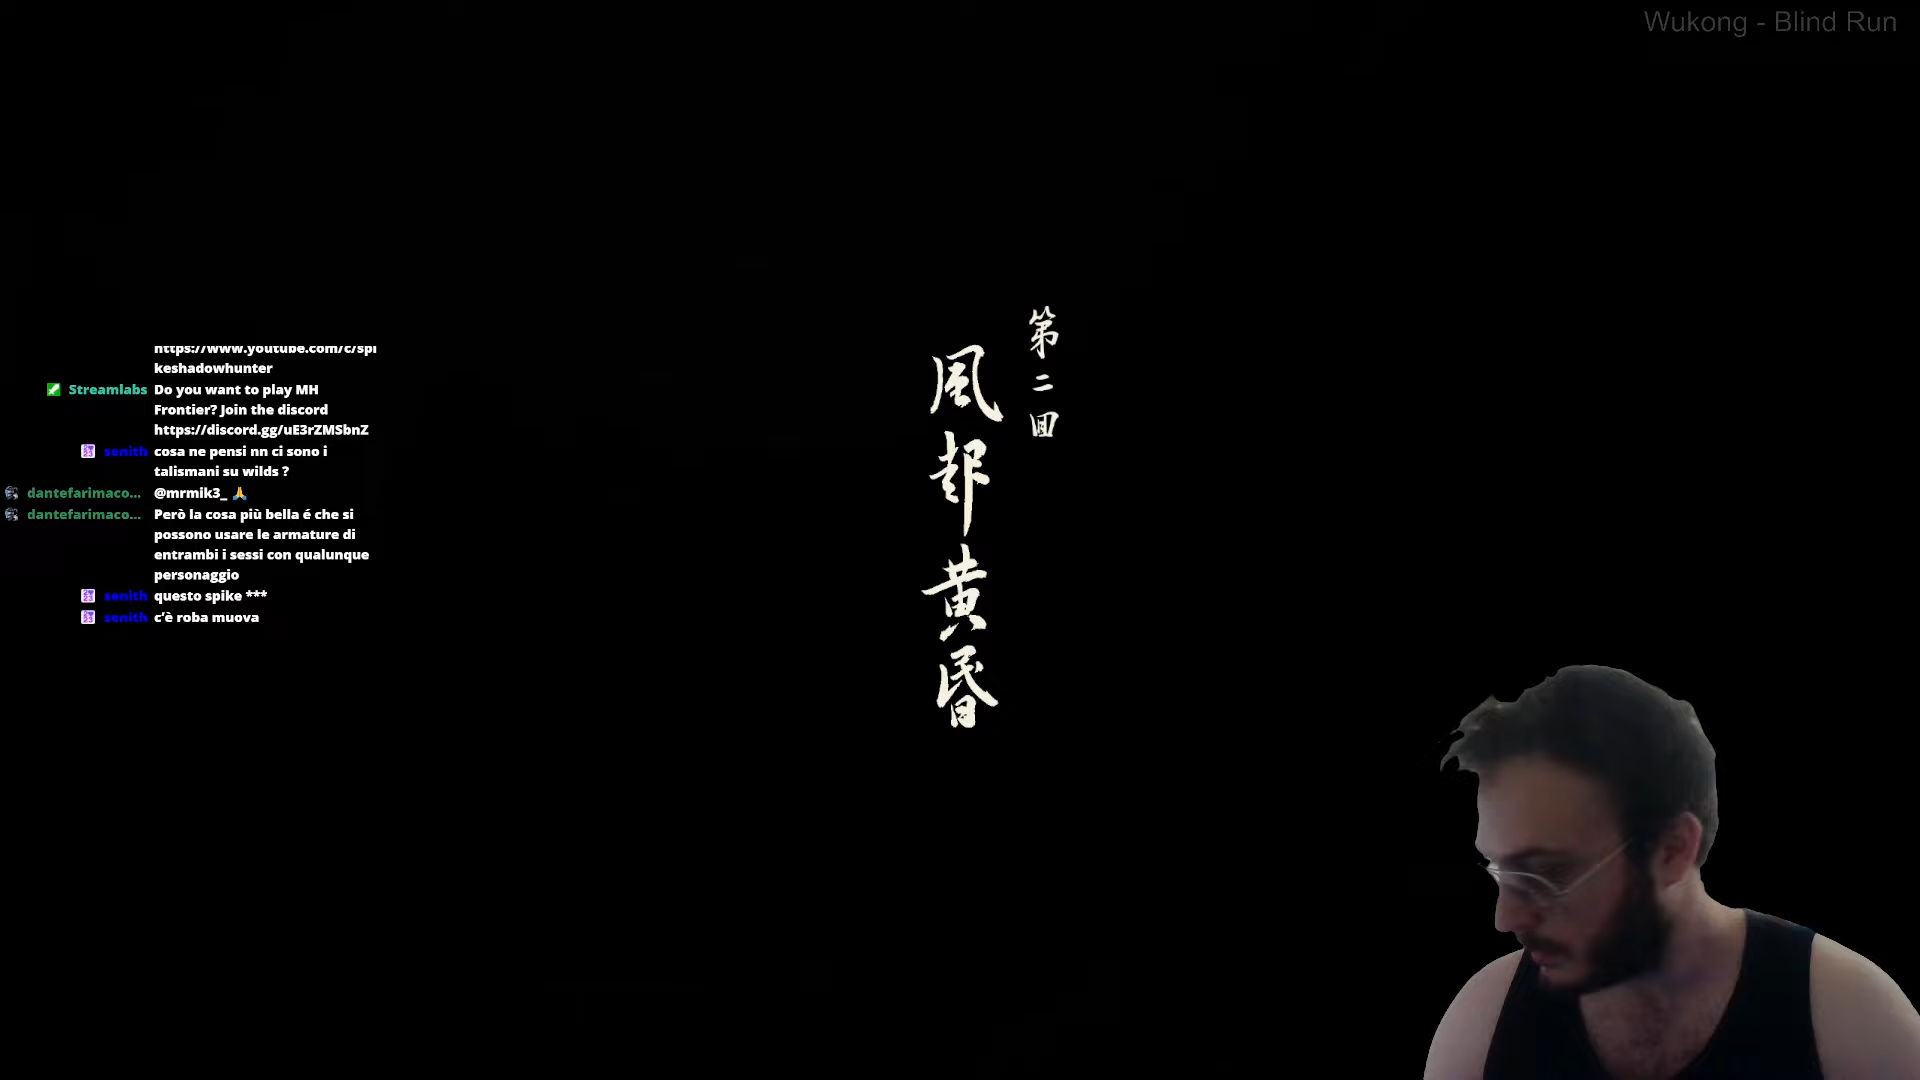 Wukong - Blind Run
https://www.youtube.com/c/spi
keshadowhunter
Streamlabs Do you want to play MH
Frontier? Join the discord
https://discord.gg/uE3rZMSbnZ
senith cosa ne pensi nn ci sono i
talismani su wilds ?
dantefarimaco... @mrmik3_ 🙏
dantefarimaco... Però la cosa più bella é che si
possono usare le armature di
entrambi i sessi con qualunque
personaggio
senith questo spike ***
senith c’è roba muova
第二回
風起黄昏